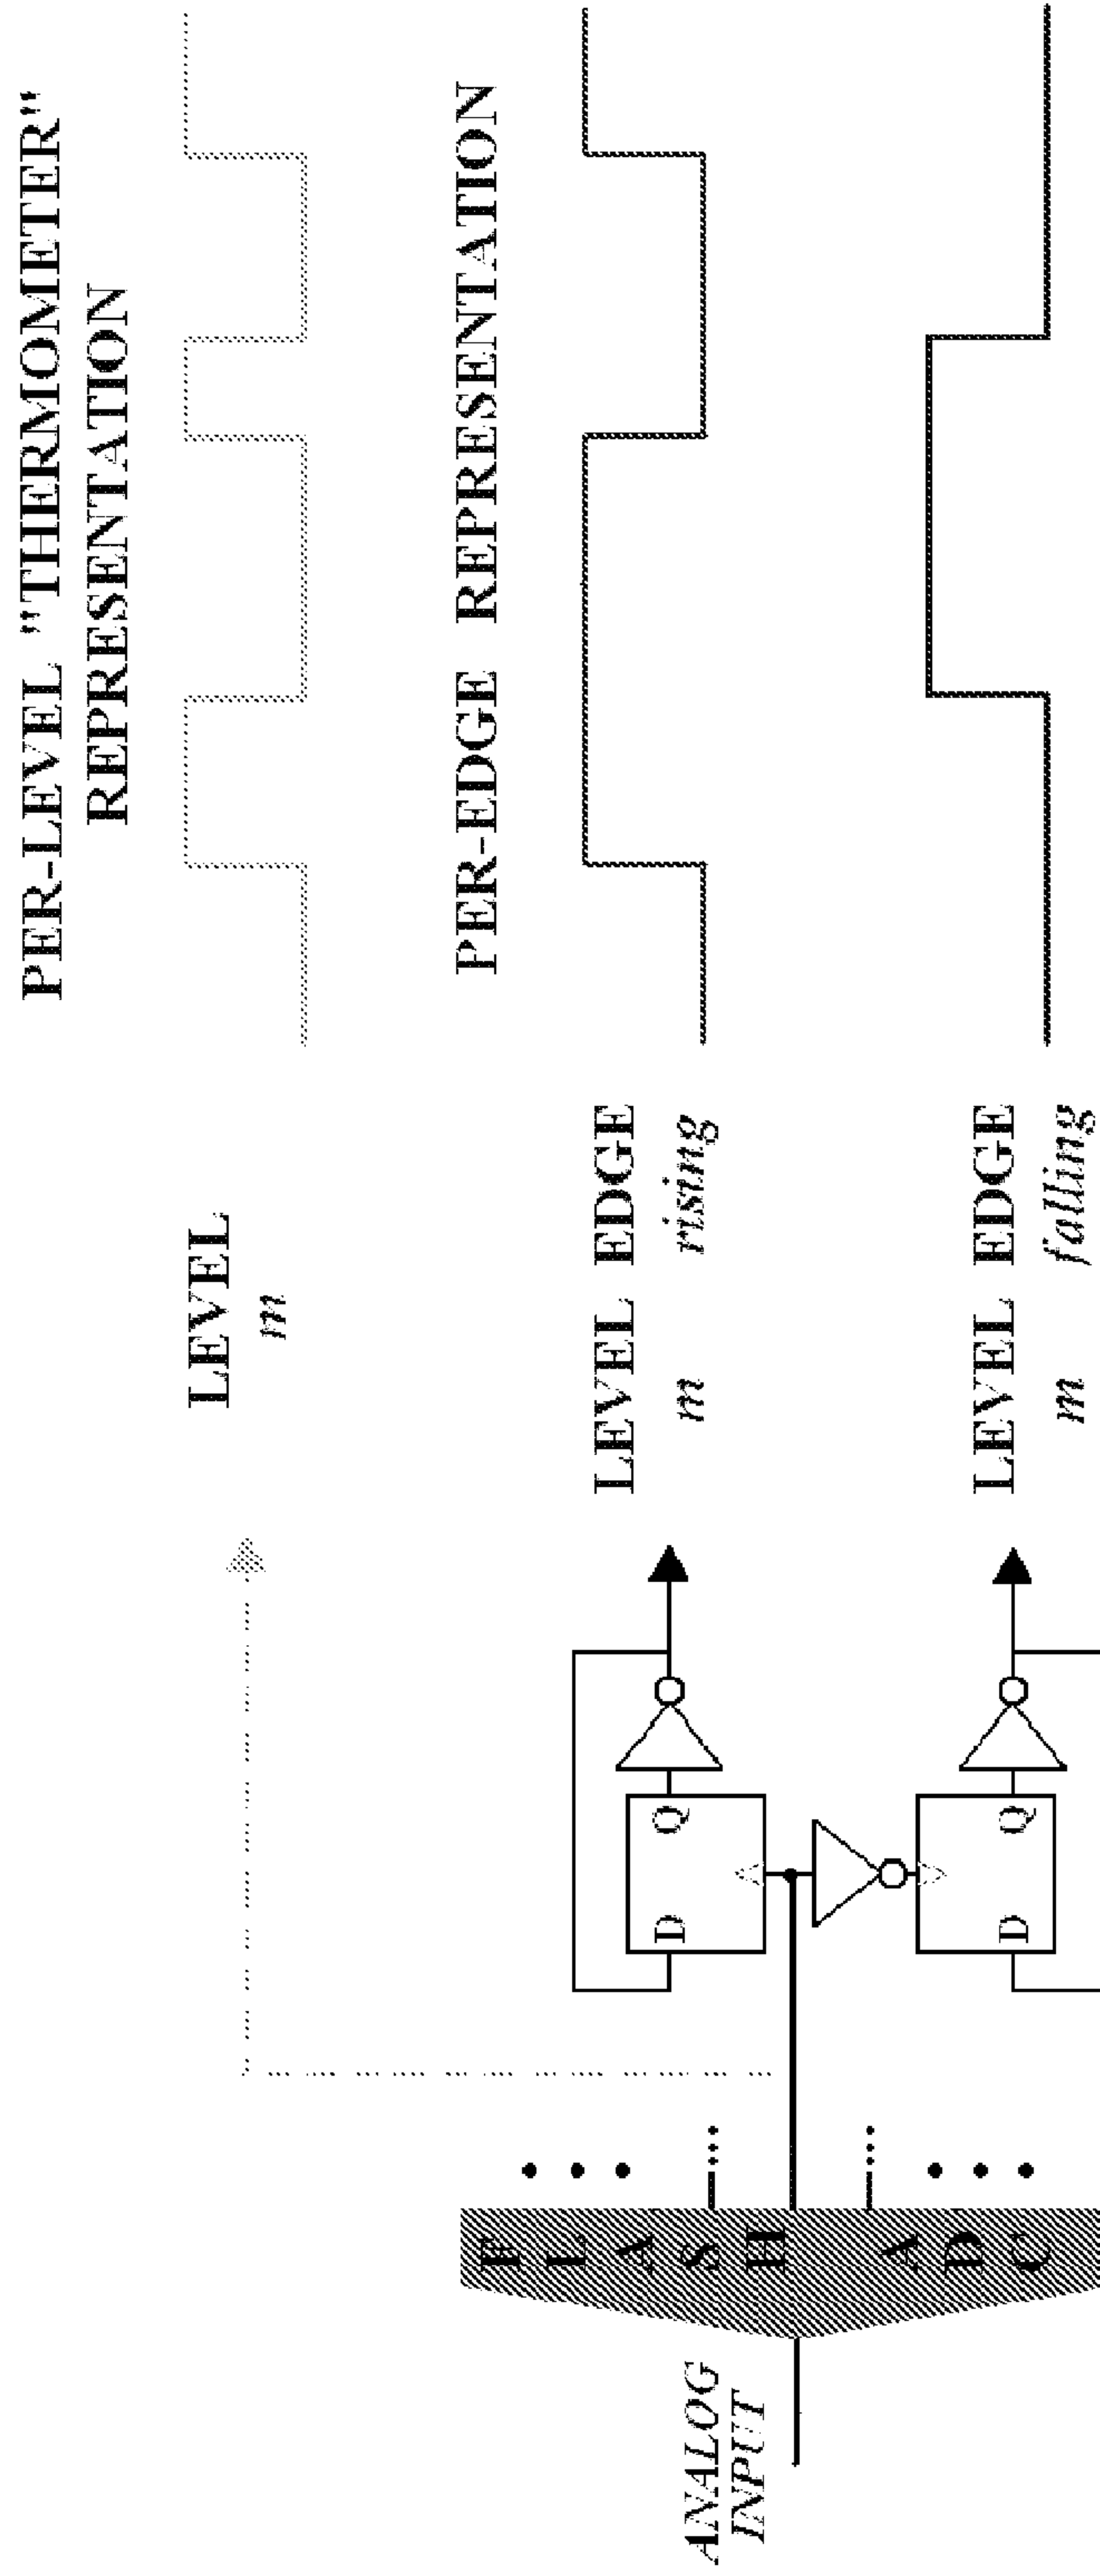 PER-LEVEL "THERMOMETER"
REPRESENTATION
LEVEL
m
PER-EDGE REPRESENTATION
LEVEL EDGE
m rising
LEVEL EDGE
m falling
D Q
D Q
FLASH ADC
ANALOG
INPUT